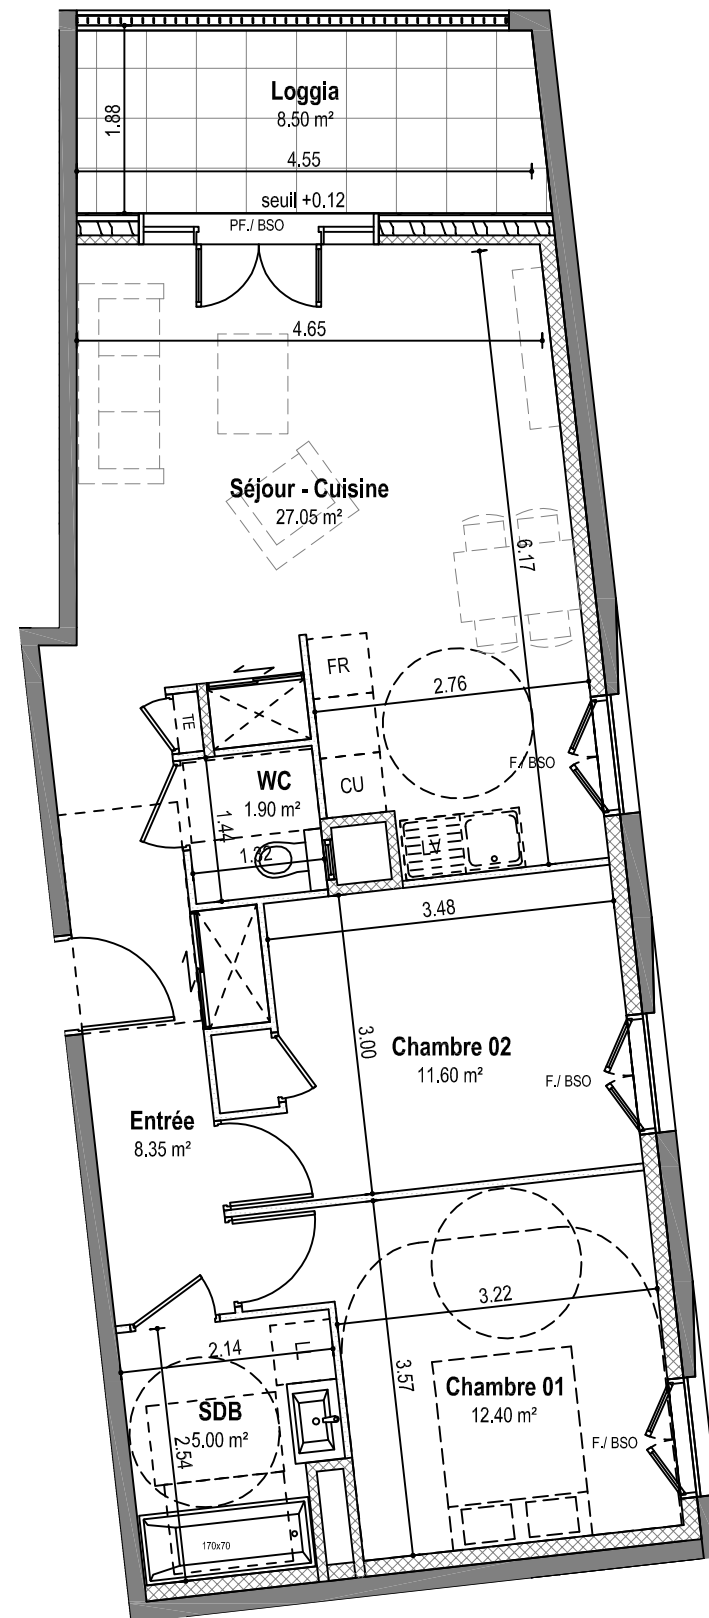 Loggia
8.50 m²
1.88
4.55
seuil +0.12
PF./ BSO
4.65
Séjour - Cuisine
27.05 m²
6.17
FR
2.76
TE
WC
1.90 m²
CU
F./ BSO
1.44
1.32
LV
3.48
3.00
Chambre 02
11.60 m²
F./ BSO
Entrée
8.35 m²
3.22
2.14
LL
3.57
Chambre 01
12.40 m²
SDB
5.00 m²
2.54
F./ BSO
170x70